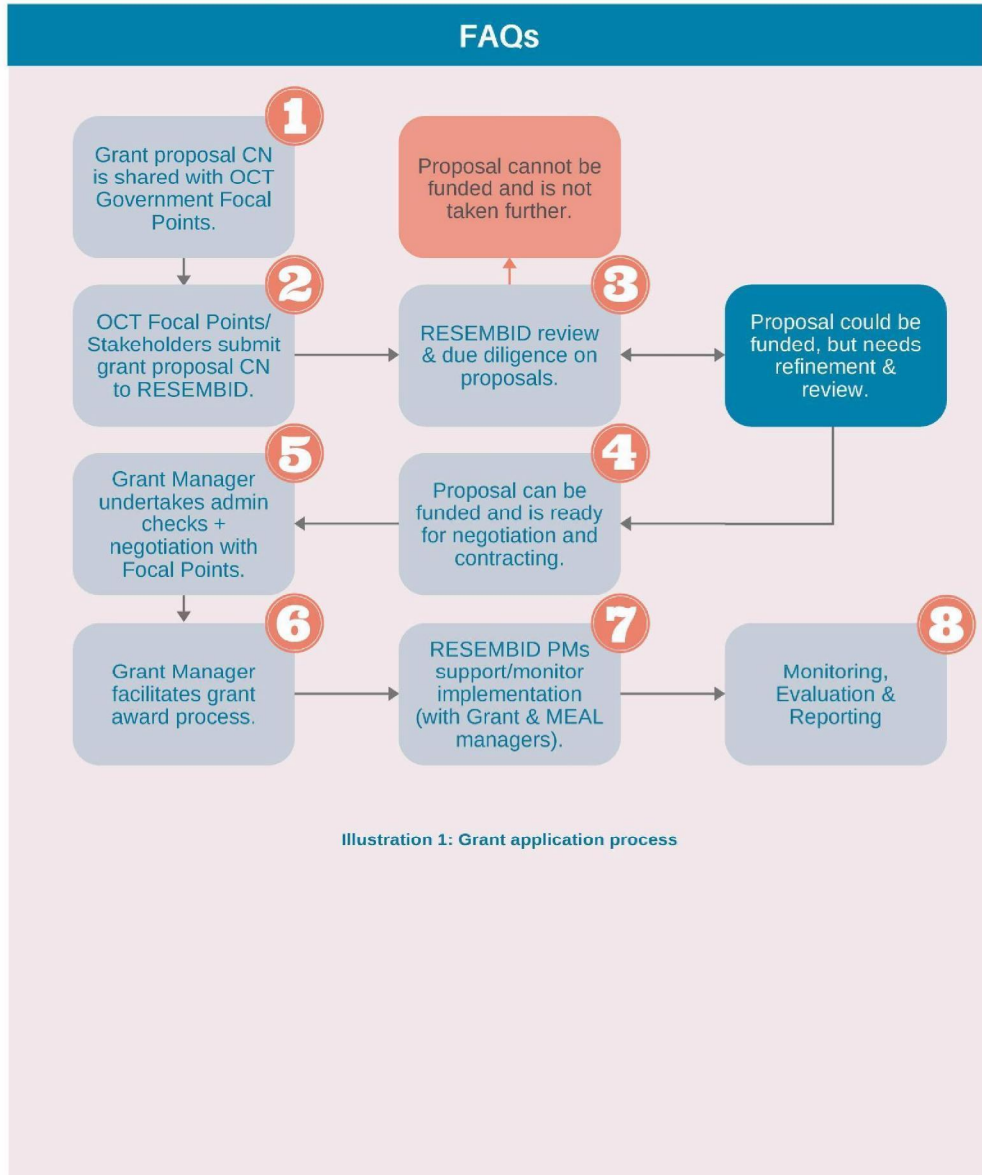 FAQs
1
Grant proposal CN
is shared with OCT
Government Focal
Points.
Proposal cannot be
funded and is not
taken further.
2
OCT Focal Points/
Stakeholders submit
grant proposal CN
to RESEMBID.
3
RESEMBID review
& due diligence on
proposals.
Proposal could be
funded, but needs
refinement &
review.
4
Proposal can be
funded and is ready
for negotiation and
contracting.
5
Grant Manager
undertakes admin
checks +
negotiation with
Focal Points.
6
Grant Manager
facilitates grant
award process.
7
RESEMBID PMs
support/monitor
implementation
(with Grant & MEAL
managers).
8
Monitoring,
Evaluation &
Reporting
Illustration 1: Grant application process